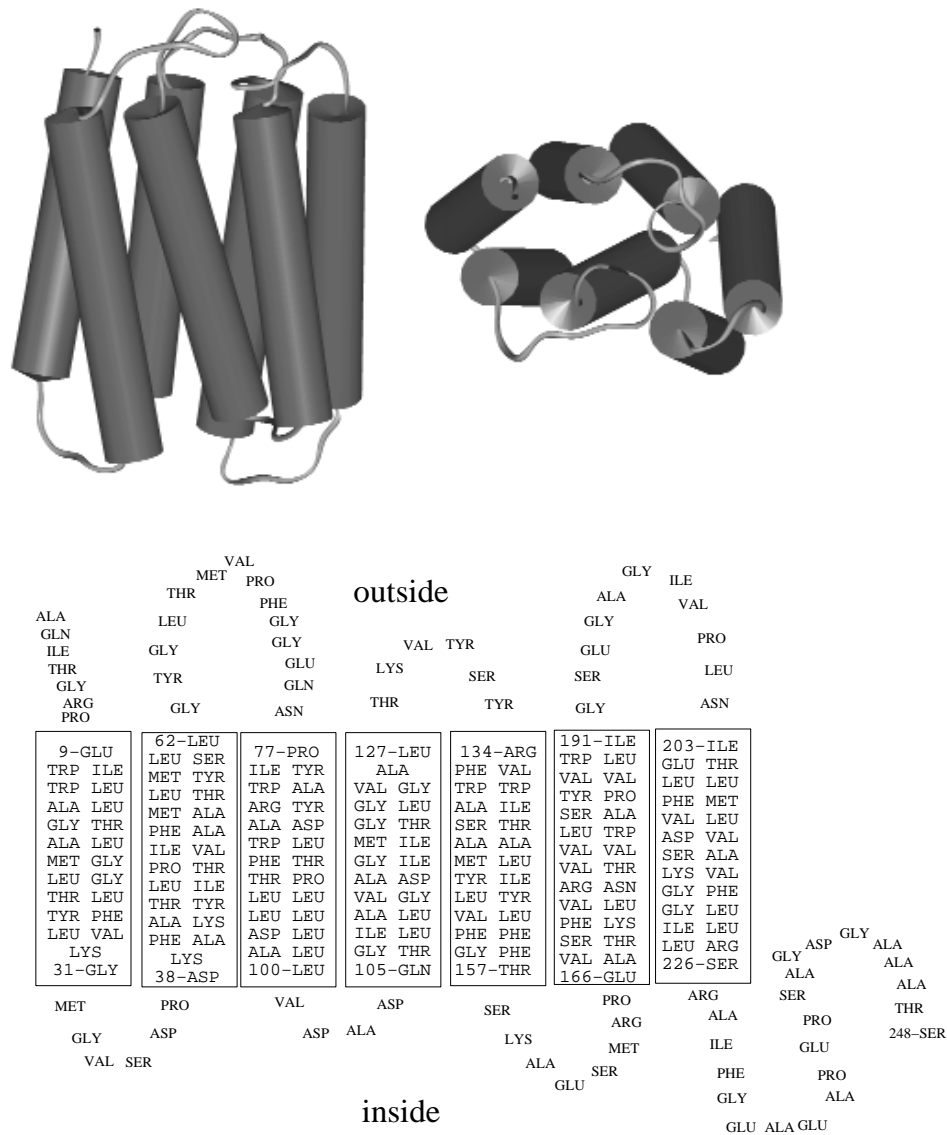 outside
ALA
GLN
ILE
THR
GLY
ARG
PRO
9-GLU
TRP ILE
TRP LEU
ALA LEU
GLY THR
ALA LEU
MET GLY
LEU GLY
THR LEU
TYR PHE
LEU VAL
LYS
31-GLY
MET
GLY
VAL SER
ASP
PRO
62-LEU
LEU SER
MET TYR
LEU THR
MET ALA
PHE ALA
ILE VAL
PRO THR
LEU ILE
THR TYR
ALA LYS
PHE ALA
LYS
38-ASP
GLY
TYR
GLY
LEU
THR
MET
VAL
PRO
PHE
GLY
GLY
GLU
GLN
ASN
77-PRO
ILE TYR
TRP ALA
ARG TYR
ALA ASP
TRP LEU
PHE THR
THR PRO
LEU LEU
LEU LEU
ASP LEU
ALA LEU
100-LEU
VAL
ASP
ALA
ASP
127-LEU
ALA
VAL GLY
GLY LEU
GLY THR
MET ILE
GLY ILE
ALA ASP
VAL GLY
ALA LEU
ILE LEU
GLY THR
105-GLN
THR
LYS
VAL
TYR
SER
TYR
134-ARG
PHE VAL
TRP TRP
ALA ILE
SER THR
ALA ALA
MET LEU
TYR ILE
LEU TYR
VAL LEU
PHE PHE
GLY PHE
157-THR
SER
LYS
ALA
GLU
SER
MET
ARG
PRO
191-ILE
TRP LEU
VAL VAL
TYR PRO
SER ALA
LEU TRP
VAL VAL
VAL THR
ARG ASN
VAL LEU
PHE LYS
SER THR
VAL ALA
166-GLU
GLY
SER
GLU
GLY
ALA
GLY
ILE
VAL
PRO
LEU
ASN
203-ILE
GLU THR
LEU LEU
PHE MET
VAL LEU
ASP VAL
SER ALA
LYS VAL
GLY PHE
GLY LEU
ILE LEU
LEU ARG
226-SER
ARG
ALA
ILE
PHE
GLY
GLU ALA GLU
ALA
PRO
GLU
PRO
SER
ALA
GLY
ASP
GLY
ALA
ALA
ALA
THR
248-SER
inside